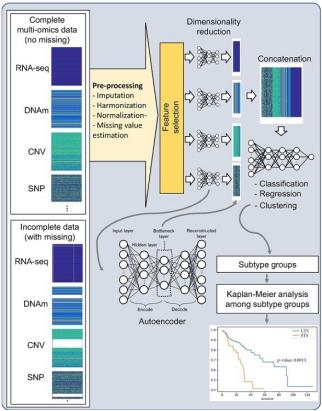 Complete
multi-omics data
(no missing)
RNA-seq
DNAm
CNV
SNP
Incomplete data
(with missing)
RNA-seq
DNAm
CNV
SNP
Pre-processing
- Imputation
- Harmonization
- Normalization-
- Missing value
estimation
Feature
selection
Dimensionality
reduction
Concatenation
- Classification
- Regression
- Clustering
Input layer
Hidden layer
Bottleneck
layer
Reconstructed
layer
Encode
Decode
Autoencoder
Subtype groups
Kaplan-Meier analysis
among subtype groups
LTS
STS
p-value: 0.0013
timeline